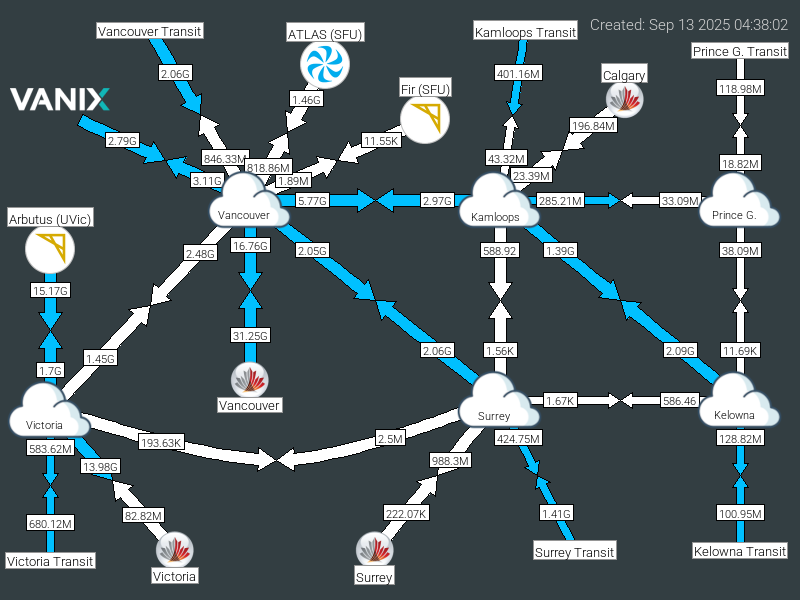 Created: Sep 13 2025 04:38:02
Vancouver Transit
ATLAS (SFU)
Kamloops Transit
Prince G. Transit
2.06G
401.16M
Calgary
Fir (SFU)
118.98M
VANIX
1.46G
196.84M
2.79G
11.55K
846.33M
818.86M
43.32M
18.82M
3.11G
1.89M
23.39M
5.77G
2.97G
285.21M
33.09M
Vancouver
Kamloops
Prince G.
Arbutus (UVic)
16.76G
2.05G
588.92
1.39G
38.09M
2.48G
15.17G
31.25G
1.45G
2.06G
1.56K
2.09G
11.69K
1.7G
Vancouver
1.67K
586.46
Victoria
Surrey
Kelowna
193.63K
2.5M
424.75M
128.82M
583.62M
13.98G
988.3M
680.12M
82.82M
222.07K
1.41G
100.95M
Victoria Transit
Victoria
Surrey
Surrey Transit
Kelowna Transit